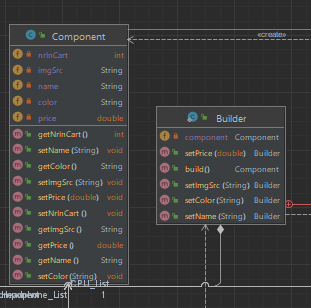 Component
«create»
nrInCart int
imgSrc String
name String
color String
price double
getNrInCart() int
setName(String) void
getColor() String
setImgSrc(String) void
setPrice(double) void
setNrInCart() void
getImgSrc() String
getPrice() double
getName() String
setColor(String) void
Builder
component Component
setPrice(double) Builder
build() Component
setImgSrc(String) Builder
setColor(String) Builder
setName(String) Builder
CPU_List
1